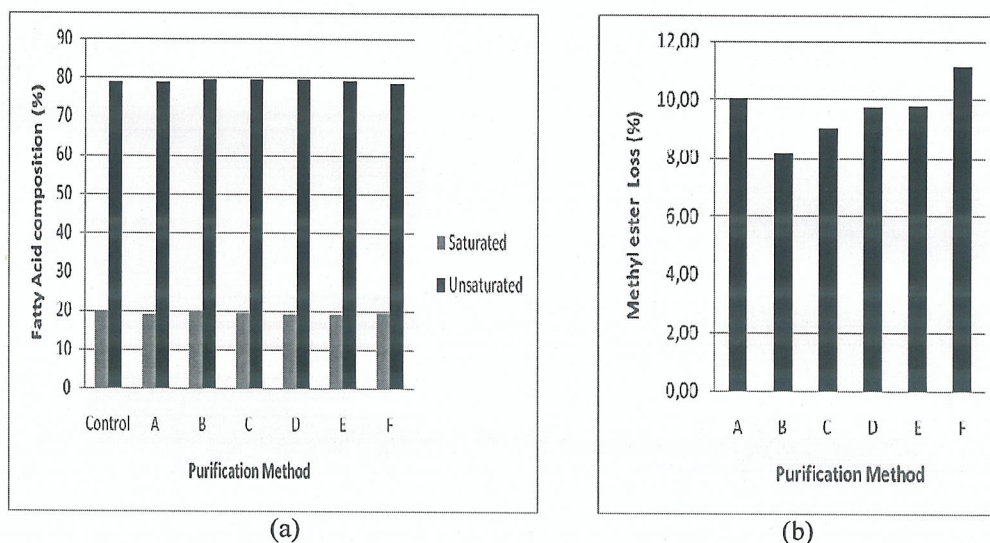 90
80
70
60
50
40
30
20
10
0
Fatty Acid composition (%)
Control A B C D E F
Purification Method
Saturated
Unsaturated
(a)
12,00
10,00
8,00
6,00
4,00
2,00
0,00
Methyl ester Loss (%)
A B C D E F
Purification Method
(b)